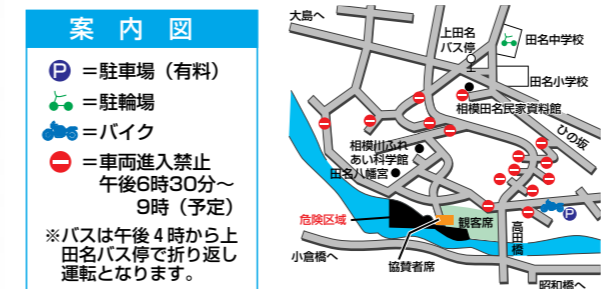 案内図
P =駐車場（有料）
=駐輪場
=バイク
=車両進入禁止
午後6時30分～
9時（予定）
※バスは午後4時から上
田名バス停で折り返し
運転となります。
大島へ
上田名
バス停
田名中学校
田名小学校
相模田名民家資料館
ひの坂
相模川ふれ
あい科学館
田名八幡宮
危険区域
観客席
高田橋
P
小倉橋へ
協賛者席
昭和橋へ